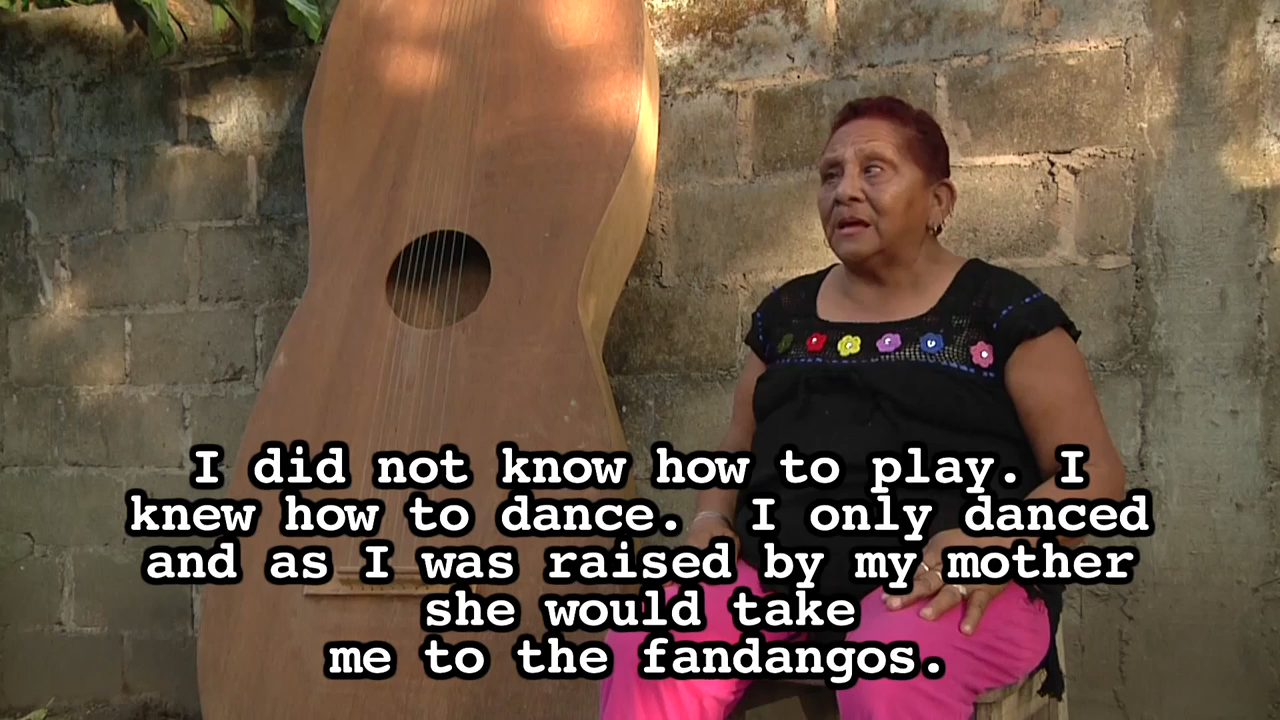 I did not know how to play. I
knew how to dance.  I only danced
and as I was raised by my mother
she would take
me to the fandangos.